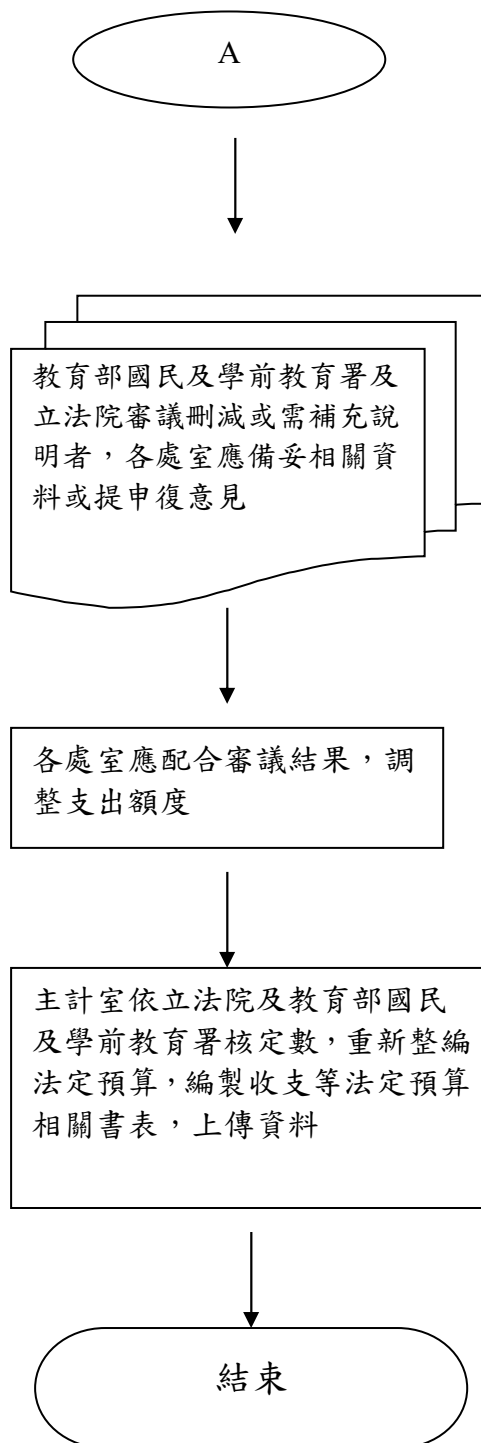 A
教育部國民及學前教育署及
立法院審議刪減或需補充說
明者，各處室應備妥相關資
料或提申復意見
各處室應配合審議結果，調
整支出額度
主計室依立法院及教育部國民
及學前教育署核定數，重新整編
法定預算，編製收支等法定預算
相關書表，上傳資料
結束